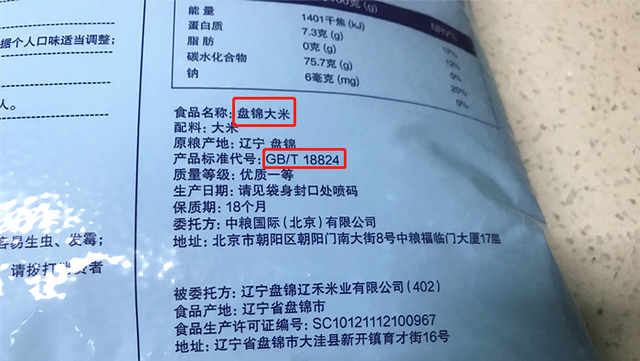 能量 1401千焦(kJ) 17%
蛋白质 7.3克(g) 12%
脂肪 0克(g) 0%
碳水化合物 75.7克(g) 25%
钠 6毫克(mg) 0%
据个人口味适当调整;
人。
食品名称: 盘锦大米
配料: 大米
原粮产地: 辽宁 盘锦
产品标准代号: GB/T 18824
质量等级: 优质一等
生产日期: 请见袋身封口处喷码
保质期: 18个月
委托方: 中粮国际(北京)有限公司
地址: 北京市朝阳区朝阳门南大街8号中粮福临门大厦17层
容易生虫、发霉;
请拨打消费者
被委托方: 辽宁盘锦辽禾米业有限公司(402)
食品产地: 辽宁省盘锦市
食品生产许可证编号: SC10121112100967
地址: 辽宁省盘锦市大洼县新开镇育才街16号